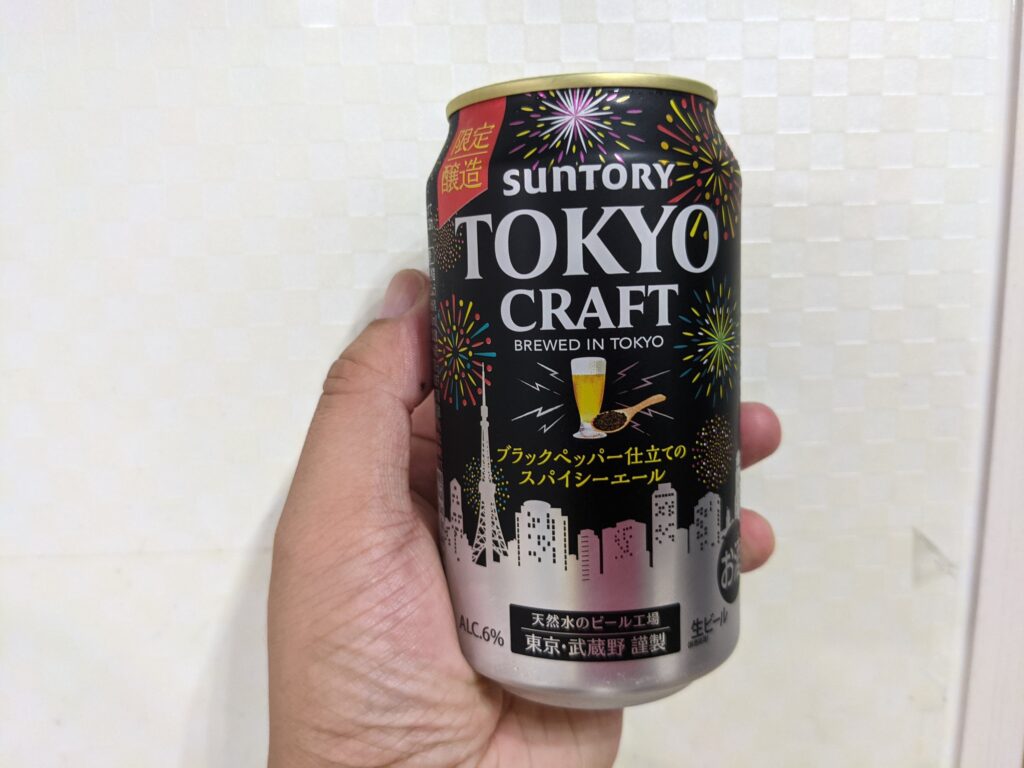 限定
醸造
SUNTORY
TOKYO
CRAFT
BREWED IN TOKYO
ブラックペッパー仕立ての
スパイシーエール
ALC.6%
天然水のビール工場
東京・武蔵野 謹製
生ビール